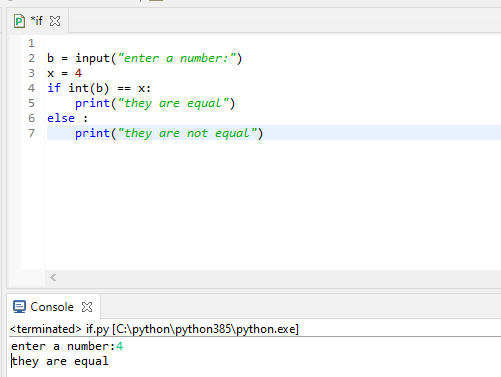 *if
1
2 b = input("enter a number:")
3 x = 4
4 if int(b) == x:
5     print("they are equal")
6 else :
7     print("they are not equal")
Console
<terminated> if.py [C:\python\python385\python.exe]
enter a number:4
they are equal